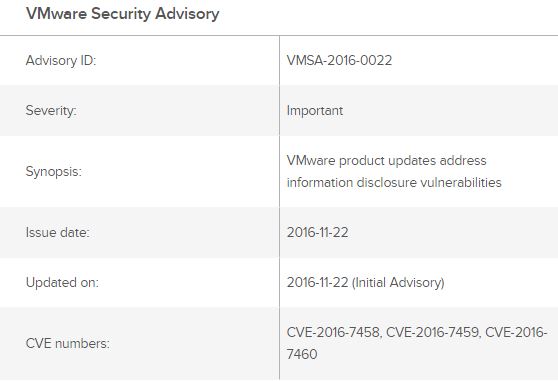 VMware Security Advisory
Advisory ID:
VMSA-2016-0022
Severity:
Important
Synopsis:
VMware product updates address
information disclosure vulnerabilities
Issue date:
2016-11-22
Updated on:
2016-11-22 (Initial Advisory)
CVE numbers:
CVE-2016-7458, CVE-2016-7459, CVE-2016-
7460